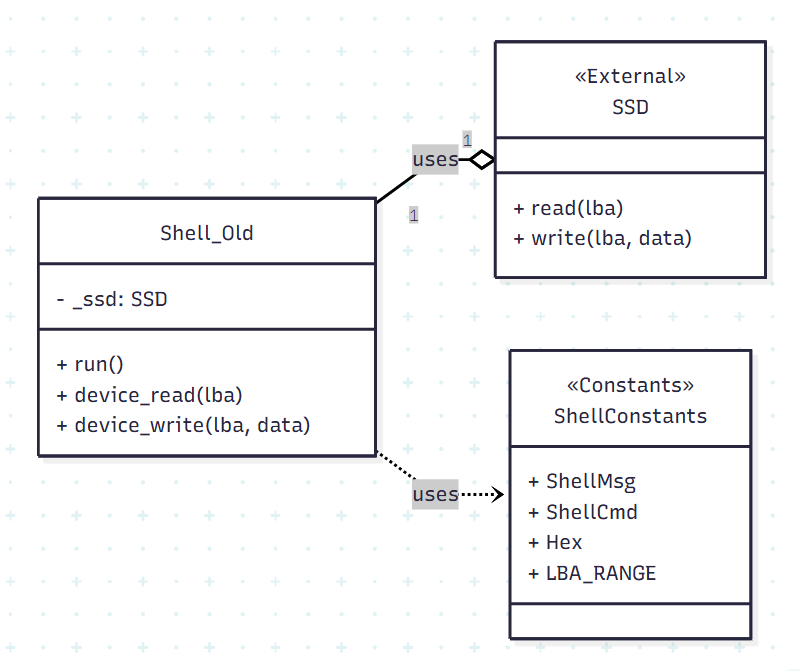 «External»
SSD
+ read(lba)
+ write(lba, data)
1
uses
1
Shell_Old
- _ssd: SSD
+ run()
+ device_read(lba)
+ device_write(lba, data)
uses
«Constants»
ShellConstants
+ ShellMsg
+ ShellCmd
+ Hex
+ LBA_RANGE